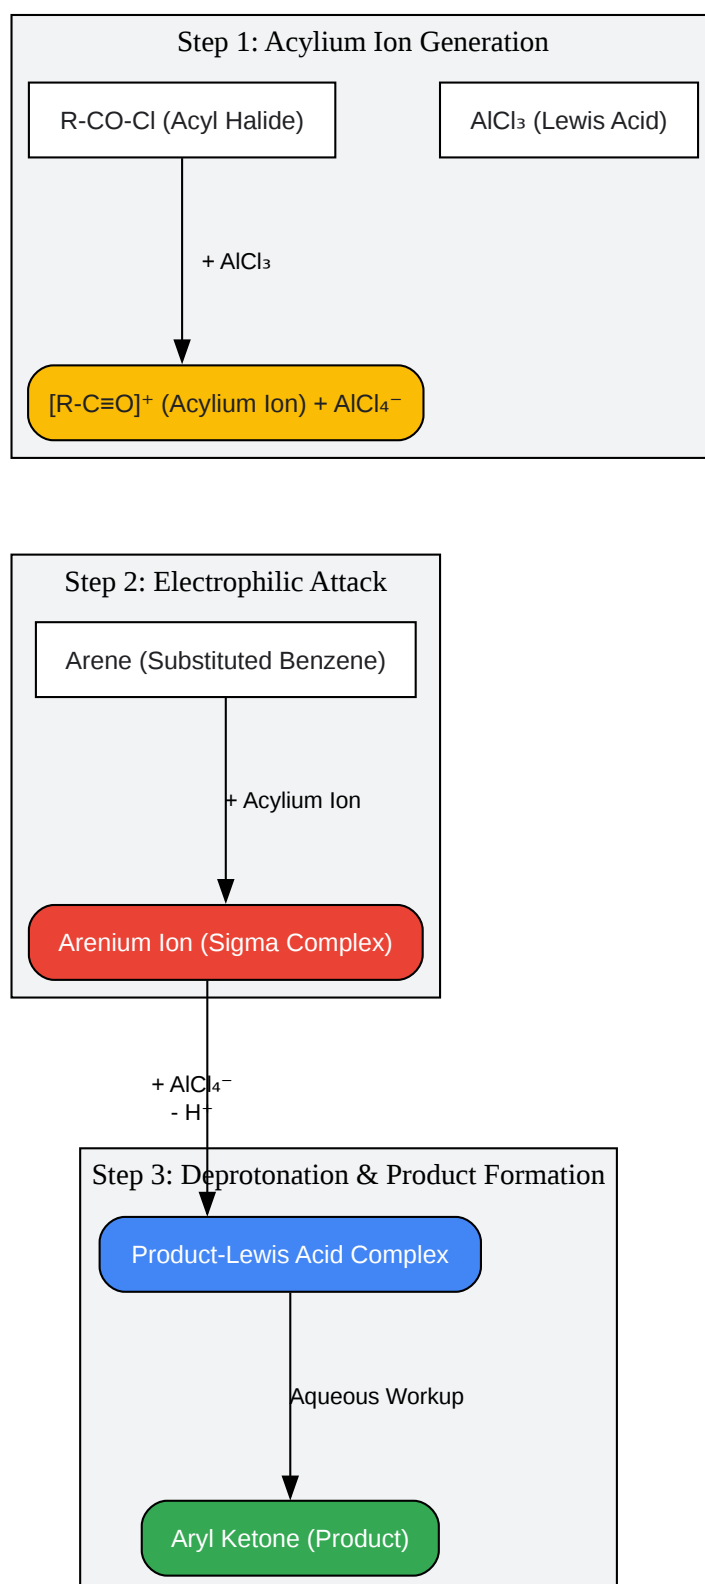 Step 1: Acylium Ion Generation
R-CO-Cl (Acyl Halide)
AlCl₃ (Lewis Acid)
+ AlCl₃
[R-C≡O]⁺ (Acylium Ion) + AlCl₄⁻
Step 2: Electrophilic Attack
Arene (Substituted Benzene)
+ Acylium Ion
Arenium Ion (Sigma Complex)
+ AlCl₄⁻
- H⁺
Step 3: Deprotonation & Product Formation
Product-Lewis Acid Complex
Aqueous Workup
Aryl Ketone (Product)